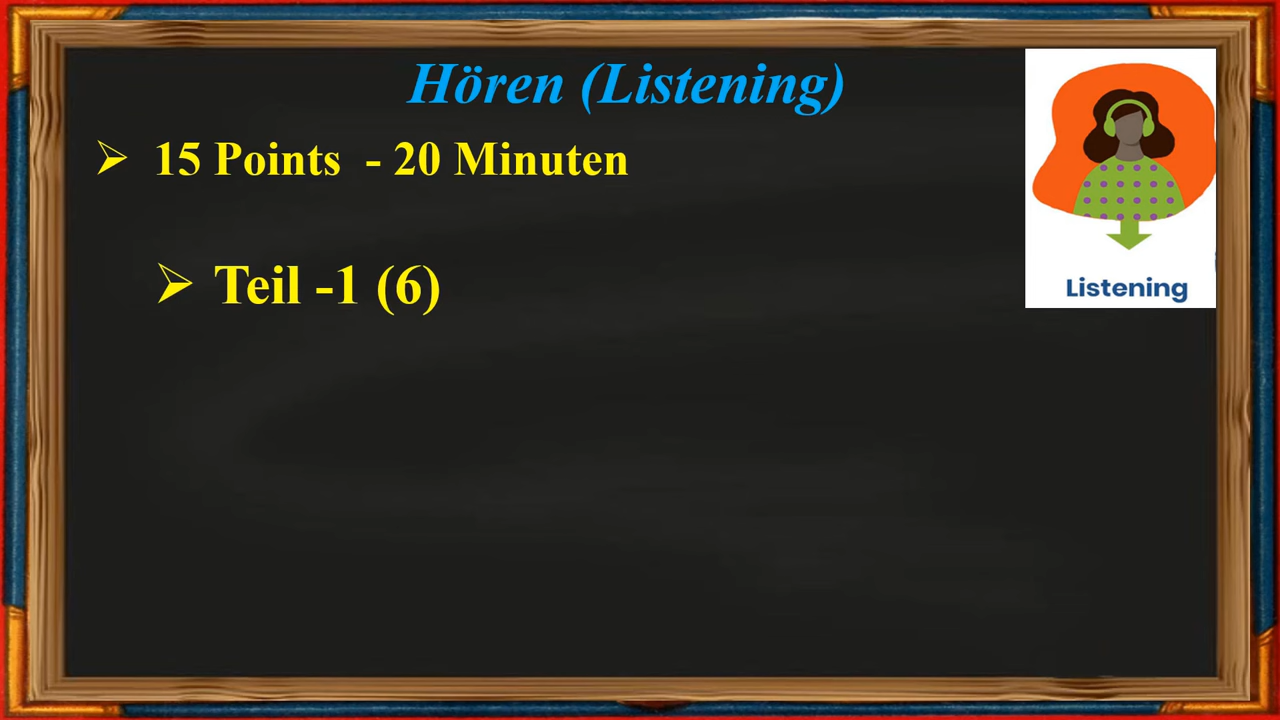 Hören (Listening)
15 Points - 20 Minuten
Teil -1 (6)
Listening